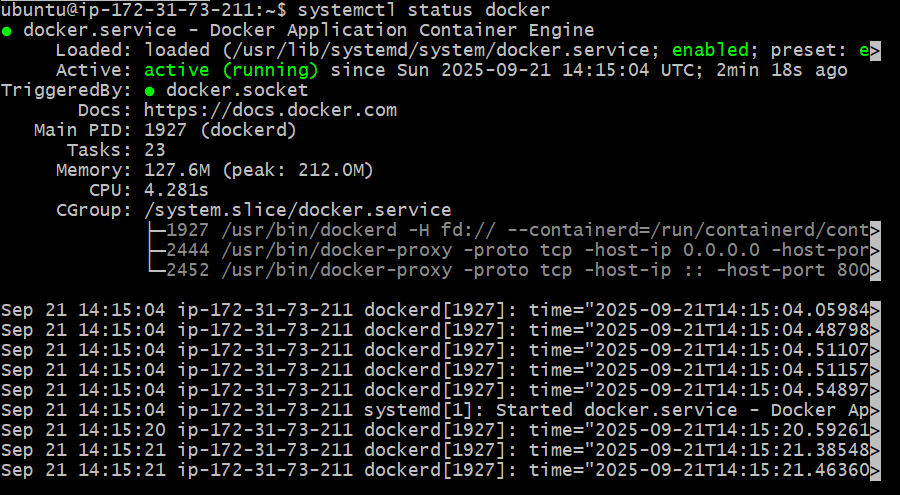 ubuntu@ip-172-31-73-211:~$ systemctl status docker
● docker.service - Docker Application Container Engine
     Loaded: loaded (/usr/lib/systemd/system/docker.service; enabled; preset: e>
     Active: active (running) since Sun 2025-09-21 14:15:04 UTC; 2min 18s ago
TriggeredBy: ● docker.socket
       Docs: https://docs.docker.com
   Main PID: 1927 (dockerd)
      Tasks: 23
     Memory: 127.6M (peak: 212.0M)
        CPU: 4.281s
     CGroup: /system.slice/docker.service
             ├─1927 /usr/bin/dockerd -H fd:// --containerd=/run/containerd/cont>
             ├─2444 /usr/bin/docker-proxy -proto tcp -host-ip 0.0.0.0 -host-por>
             └─2452 /usr/bin/docker-proxy -proto tcp -host-ip :: -host-port 800>

Sep 21 14:15:04 ip-172-31-73-211 dockerd[1927]: time="2025-09-21T14:15:04.05984>
Sep 21 14:15:04 ip-172-31-73-211 dockerd[1927]: time="2025-09-21T14:15:04.48798>
Sep 21 14:15:04 ip-172-31-73-211 dockerd[1927]: time="2025-09-21T14:15:04.51107>
Sep 21 14:15:04 ip-172-31-73-211 dockerd[1927]: time="2025-09-21T14:15:04.51157>
Sep 21 14:15:04 ip-172-31-73-211 dockerd[1927]: time="2025-09-21T14:15:04.54897>
Sep 21 14:15:04 ip-172-31-73-211 systemd[1]: Started docker.service - Docker Ap>
Sep 21 14:15:20 ip-172-31-73-211 dockerd[1927]: time="2025-09-21T14:15:20.59261>
Sep 21 14:15:21 ip-172-31-73-211 dockerd[1927]: time="2025-09-21T14:15:21.38548>
Sep 21 14:15:21 ip-172-31-73-211 dockerd[1927]: time="2025-09-21T14:15:21.46360>